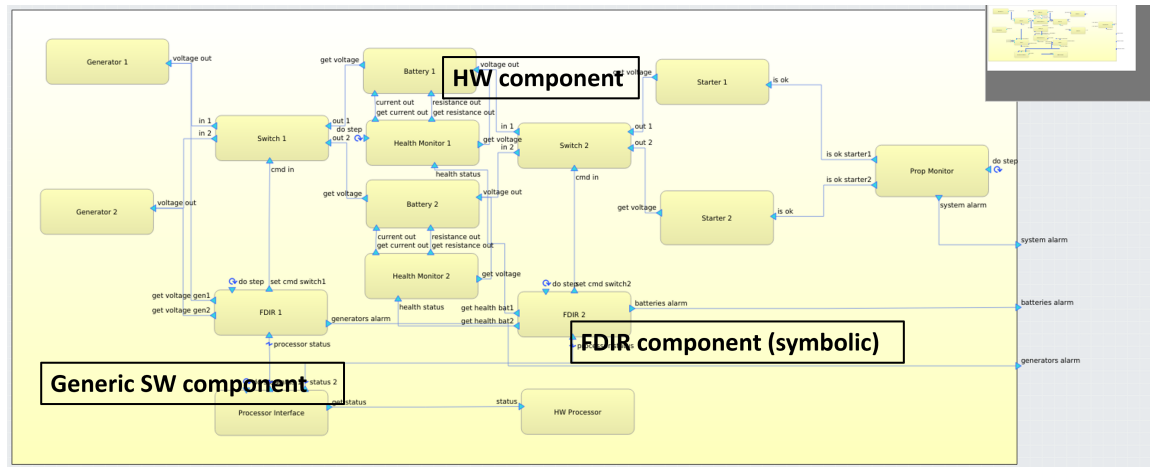 Generator 1
voltage out
get voltage
Battery 1
voltage out
HW component
get voltage
Starter 1
is ok
current out
resistance out
get current out
get resistance out
in 1
in 2
Switch 1
out 1
out 2
do step
Health Monitor 1
get voltage
in 1
in 2
Switch 2
out 1
out 2
is ok starter1
is ok starter2
Prop Monitor
do step
cmd in
health status
cmd in
Generator 2
voltage out
get voltage
Battery 2
voltage out
get voltage
Starter 2
is ok
system alarm
current out
resistance out
get current out
get resistance out
system alarm
Health Monitor 2
get voltage
do step
set cmd switch1
do step
set cmd switch2
get voltage gen1
get voltage gen2
FDIR 1
generators alarm
health status
get health bat1
get health bat2
FDIR 2
batteries alarm
batteries alarm
processor status
FDIR component (symbolic)
generators alarm
Generic SW component
status 2
Processor Interface
get status
status
HW Processor